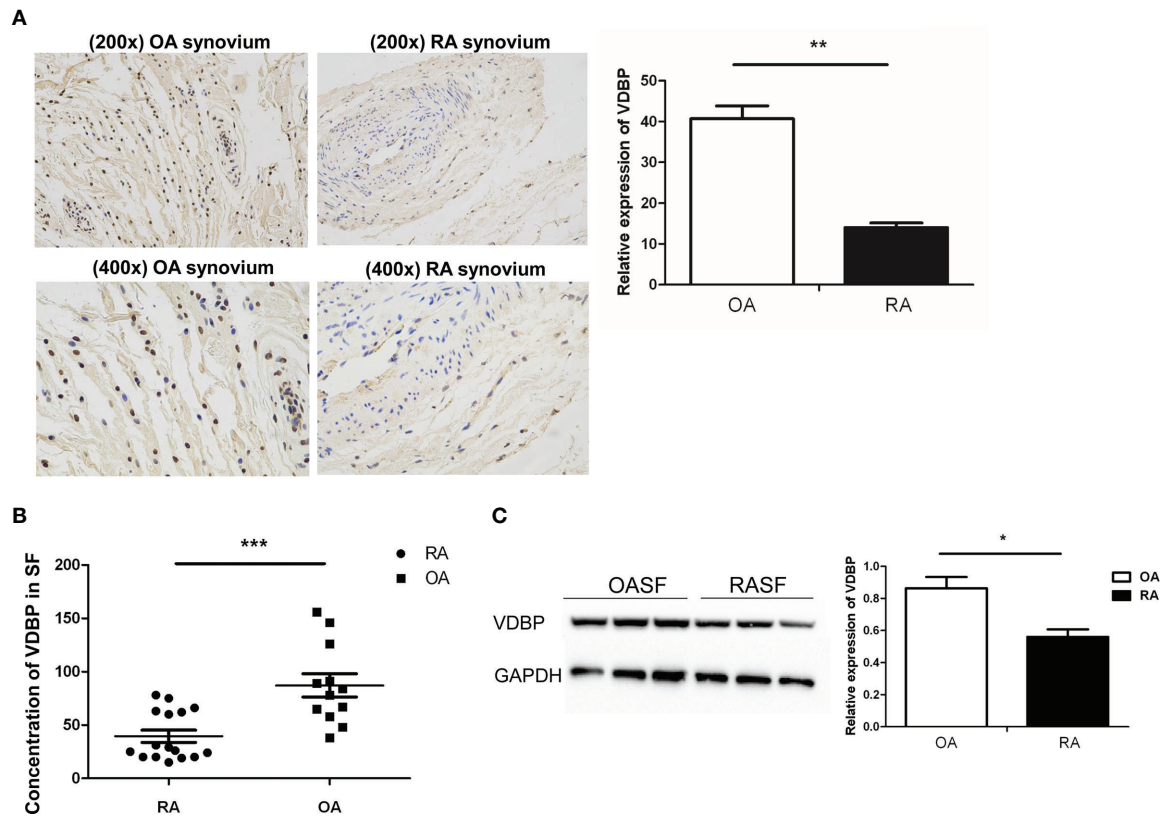 A
(200x) OA synovium
(200x) RA synovium
(400x) OA synovium
(400x) RA synovium
**
Relative expression of VDBP
50
40
30
20
10
0
OA
RA
B
***
RA
OA
Concentration of VDBP in SF
200
150
100
50
0
RA
OA
C
OASF
RASF
VDBP
GAPDH
*
OA
RA
Relative expression of VDBP
1.0
0.8
0.6
0.4
0.2
0.0
OA
RA